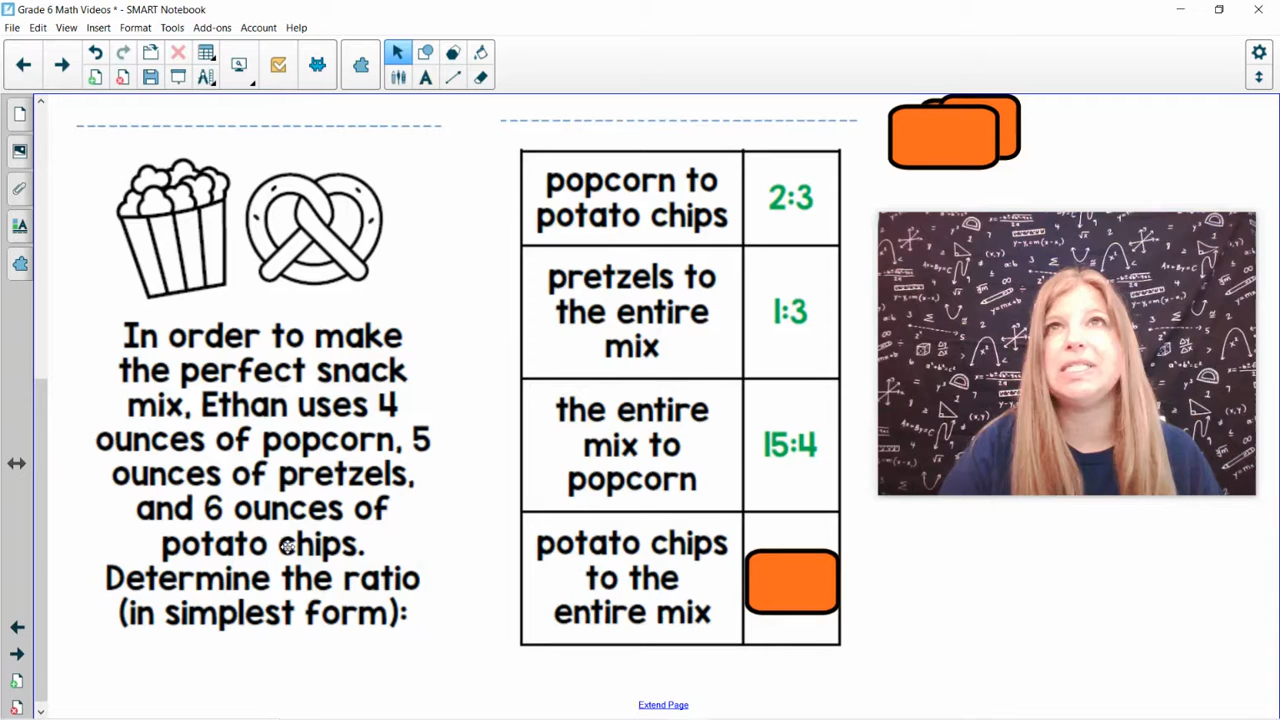 Grade 6 Math Videos * - SMART Notebook
File Edit View Insert Format Tools Add-ons Account Help
In order to make
the perfect snack
mix, Ethan uses 4
ounces of popcorn, 5
ounces of pretzels,
and 6 ounces of
potato chips.
Determine the ratio
(in simplest form):
popcorn to
potato chips
2:3
pretzels to
the entire
mix
1:3
the entire
mix to
popcorn
15:4
potato chips
to the
entire mix
Extend Page